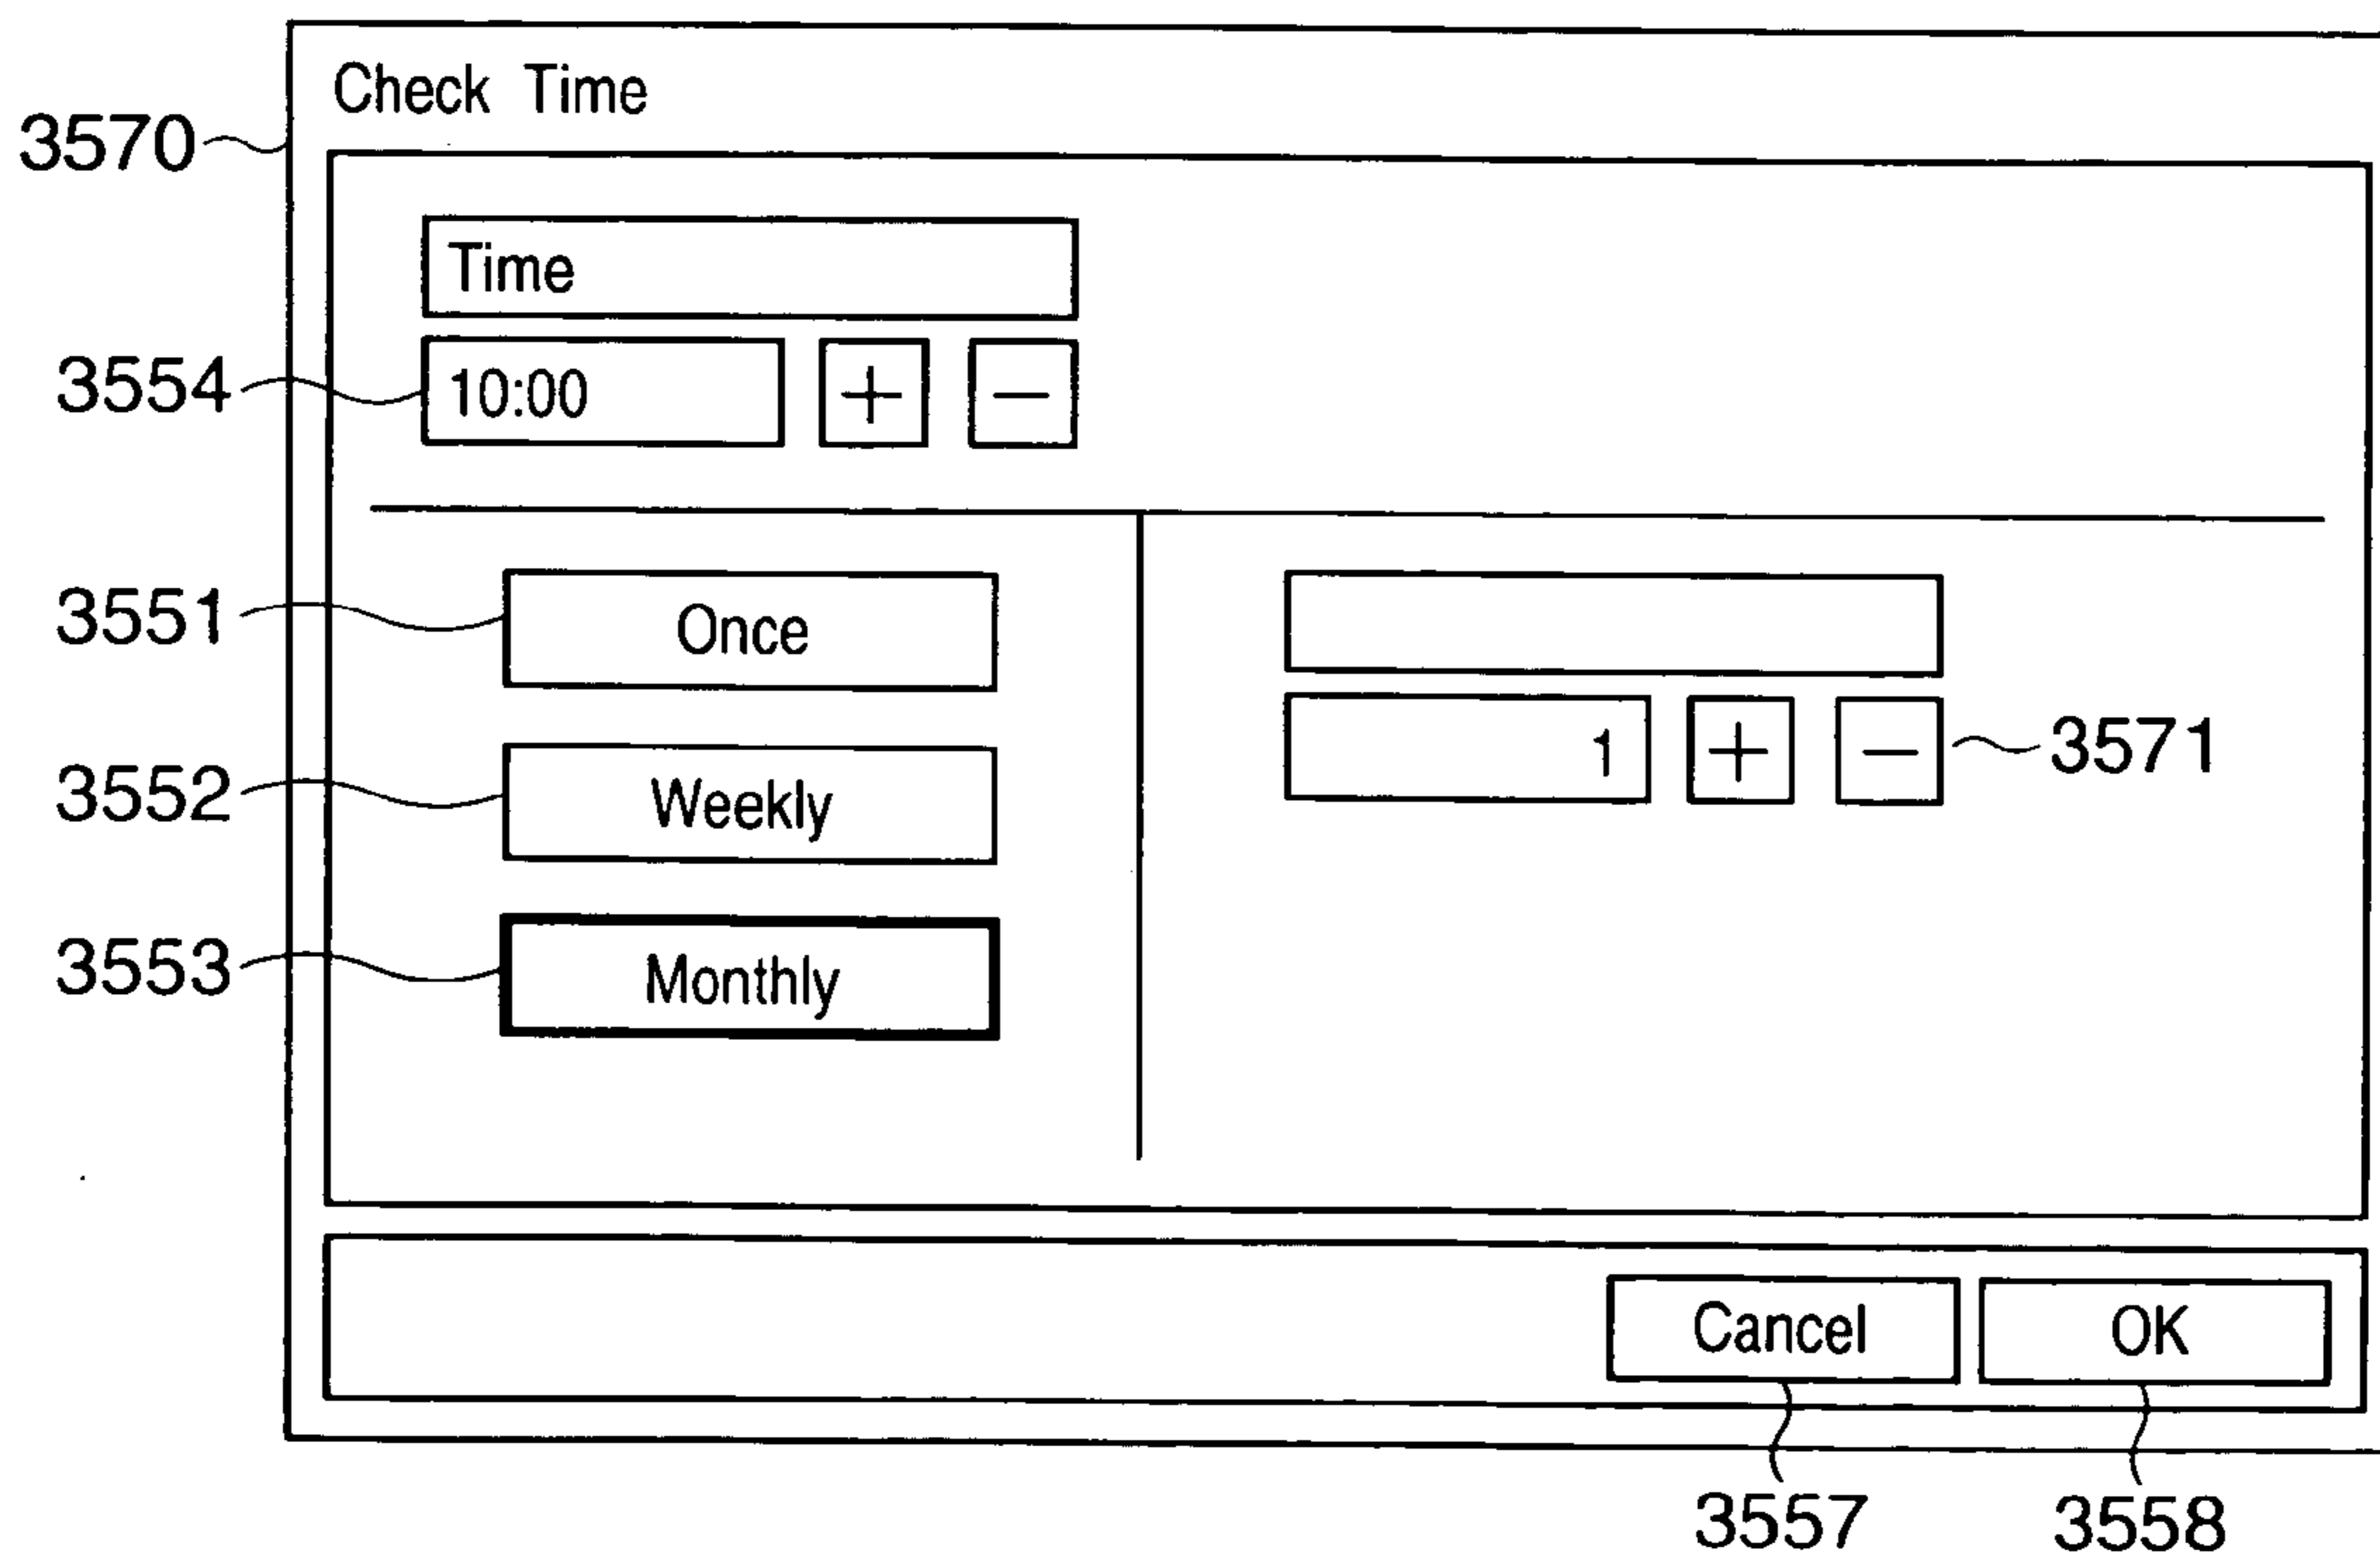 Check Time
3570
Time
3554
10:00 + −
3551
Once
3552
Weekly
1 + −
3571
3553
Monthly
Cancel
OK
3557
3558